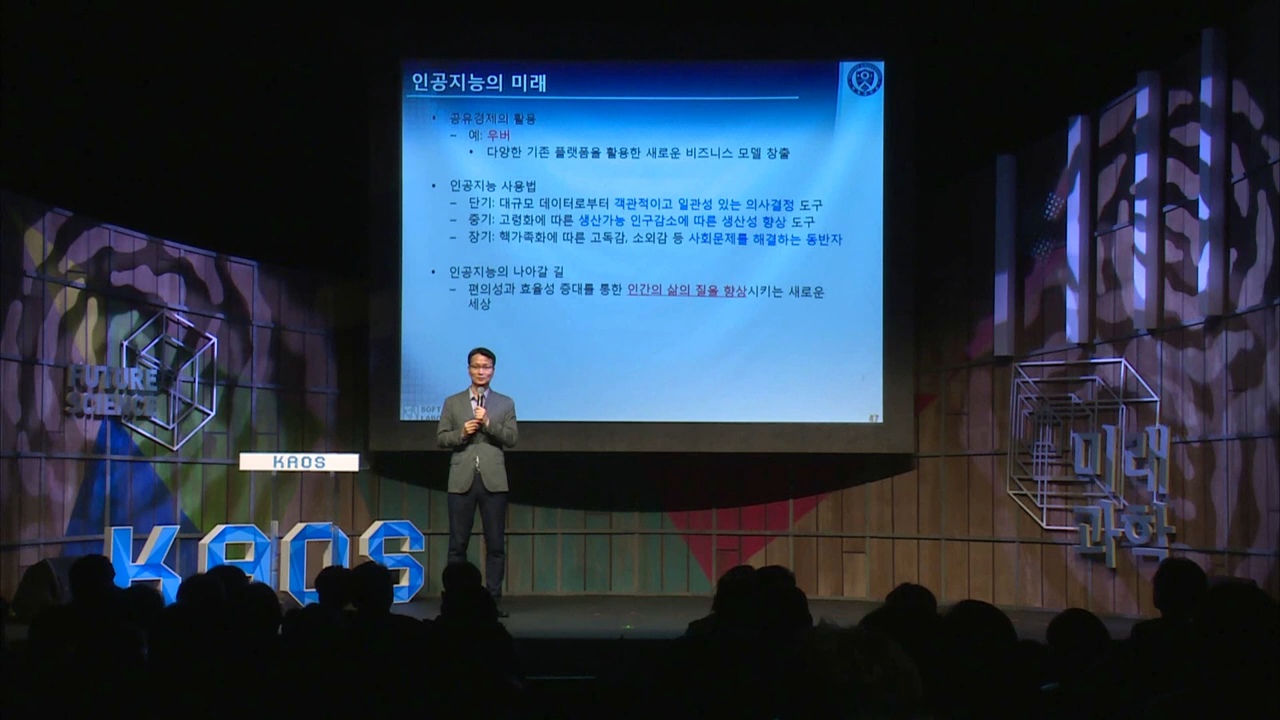 인공지능의 미래
• 공유경제의 활용
– 예: 우버
• 다양한 기존 플랫폼을 활용한 새로운 비즈니스 모델 창출
• 인공지능 사용법
– 단기: 대규모 데이터로부터 객관적이고 일관성 있는 의사결정 도구
– 중기: 고령화에 따른 생산가능 인구감소에 따른 생산성 향상 도구
– 장기: 핵가족화에 따른 고독감, 소외감 등 사회문제를 해결하는 동반자
• 인공지능의 나아갈 길
– 편의성과 효율성 증대를 통한 인간의 삶의 질을 향상시키는 새로운
세상
47
FUTURE
SCIENCE
KAOS
KAOS
미래
과학